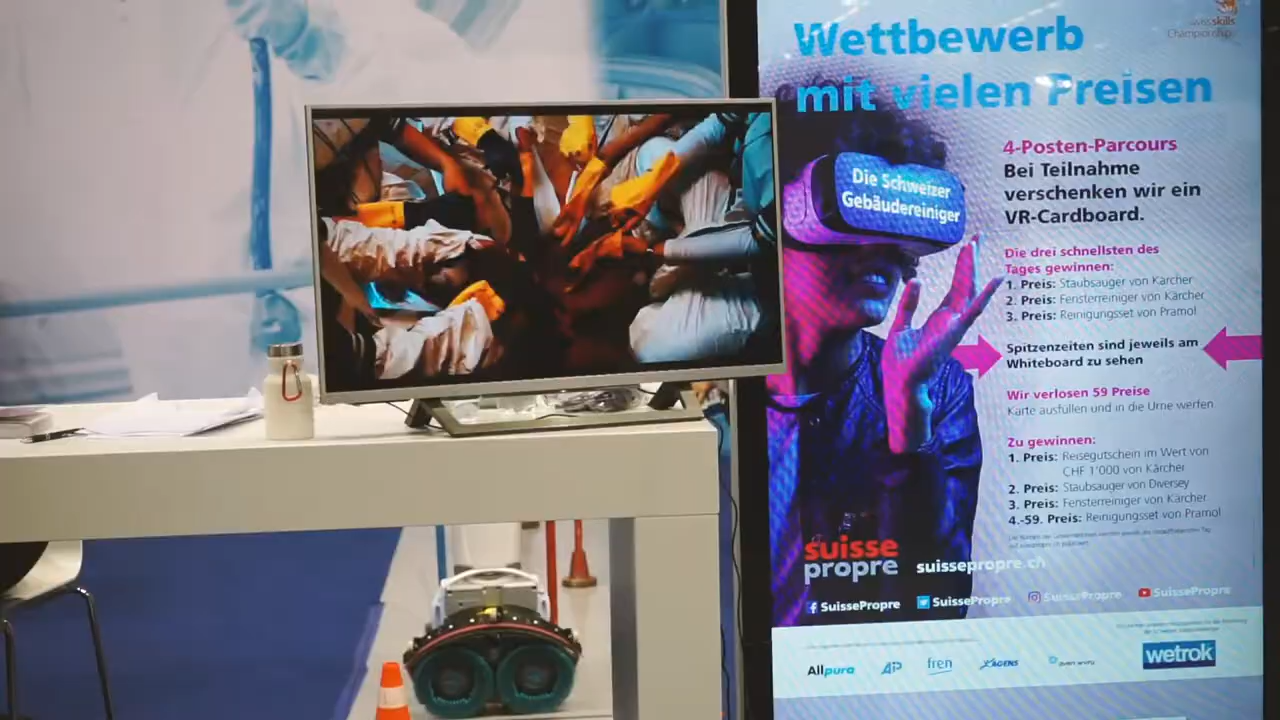 swissskills
Championships
Wettbewerb
mit vielen Preisen
4-Posten-Parcours
Bei Teilnahme
verschenken wir ein
VR-Cardboard.
Die Schweizer
Gebäudereiniger
Die drei schnellsten des
Tages gewinnen:
1. Preis: Staubsauger von Kärcher
2. Preis: Fensterreiniger von Kärcher
3. Preis: Reinigungsset von Pramol
Spitzenzeiten sind jeweils am
Whiteboard zu sehen
Wir verlosen 59 Preise
Karte ausfüllen und in die Urne werfen
Zu gewinnen:
1. Preis: Reisegutschein im Wert von
CHF 1'000 von Kärcher
2. Preis: Staubsauger von Diversey
3. Preis: Fensterreiniger von Kärcher
4.-59. Preis: Reinigungsset von Pramol
suisse
propre
suissepropre.ch
SuissePropre
SuissePropre
SuissePropre
SuissePropre
Allpura
fren
wetrok